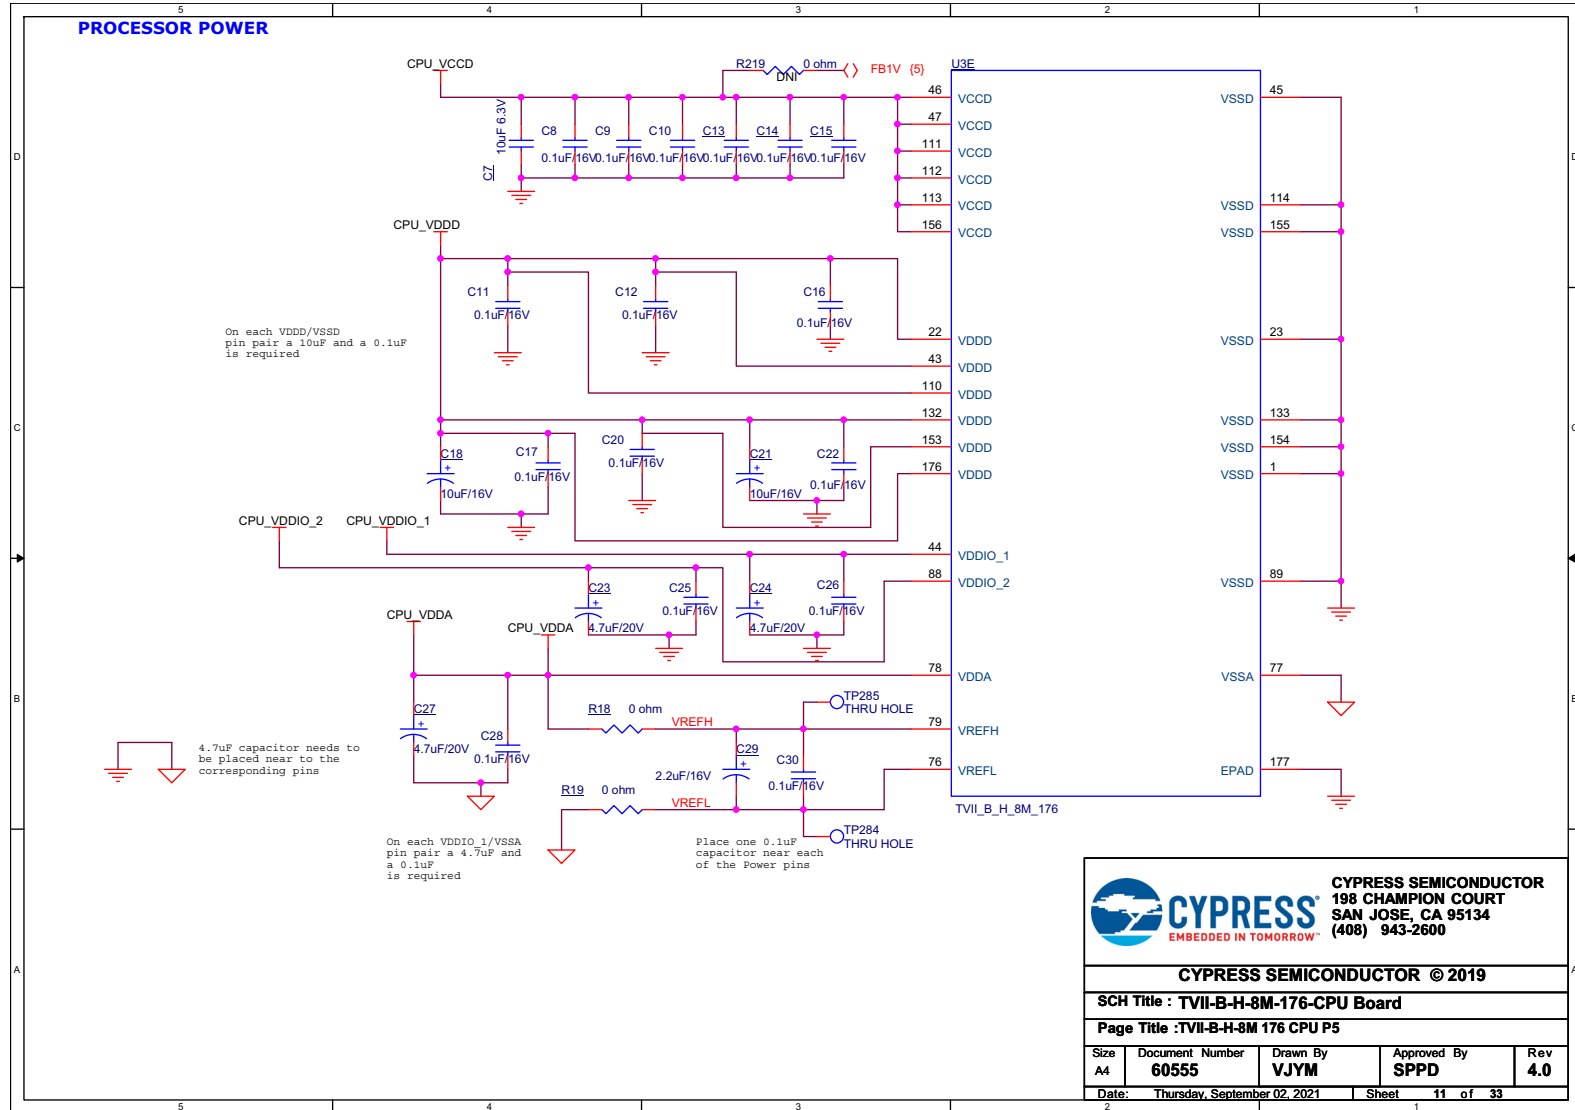 5 4 3 2 1
PROCESSOR POWER
CPU_VCCD
R219 0 ohm
DNI
FB1V {5}
U3E
10uF 6.3V
C7
C8 C9 C10 C13 C14 C15
0.1uF/16V 0.1uF/16V 0.1uF/16V 0.1uF/16V 0.1uF/16V 0.1uF/16V
46 VCCD VSSD 45
47 VCCD
111 VCCD
112 VCCD
113 VCCD VSSD 114
156 VCCD VSSD 155
D D
CPU_VDDD
C11 C12 C16
0.1uF/16V 0.1uF/16V 0.1uF/16V
On each VDDD/VSSD
pin pair a 10uF and a 0.1uF
is required
22 VDDD VSSD 23
43 VDDD
110 VDDD
132 VDDD VSSD 133
153 VDDD VSSD 154
176 VDDD VSSD 1
C C
C18 C17 C20 C21 C22
+ +
10uF/16V 0.1uF/16V 0.1uF/16V 10uF/16V 0.1uF/16V
CPU_VDDIO_2 CPU_VDDIO_1
44 VDDIO_1
88 VDDIO_2 VSSD 89
C23 C25 C24 C26
+ +
4.7uF/20V 0.1uF/16V 4.7uF/20V 0.1uF/16V
CPU_VDDA
CPU_VDDA
78 VDDA VSSA 77
B B
C27
+
4.7uF/20V
C28
0.1uF/16V
R18 0 ohm VREFH
TP285
THRU HOLE
79 VREFH
C29
+
2.2uF/16V
C30
0.1uF/16V
76 VREFL EPAD 177
R19 0 ohm VREFL
TP284
THRU HOLE
TVII_B_H_8M_176
4.7uF capacitor needs to
be placed near to the
corresponding pins
On each VDDIO_1/VSSA
pin pair a 4.7uF and
a 0.1uF
is required
Place one 0.1uF
capacitor near each
of the Power pins
A A
CYPRESS
EMBEDDED IN TOMORROW™
CYPRESS SEMICONDUCTOR
198 CHAMPION COURT
SAN JOSE, CA 95134
(408) 943-2600
CYPRESS SEMICONDUCTOR © 2019
SCH Title : TVII-B-H-8M-176-CPU Board
Page Title :TVII-B-H-8M 176 CPU P5
Size Document Number Drawn By Approved By Rev
A4 60555 VJYM SPPD 4.0
Date: Thursday, September 02, 2021 Sheet 11 of 33
5 4 3 2 1